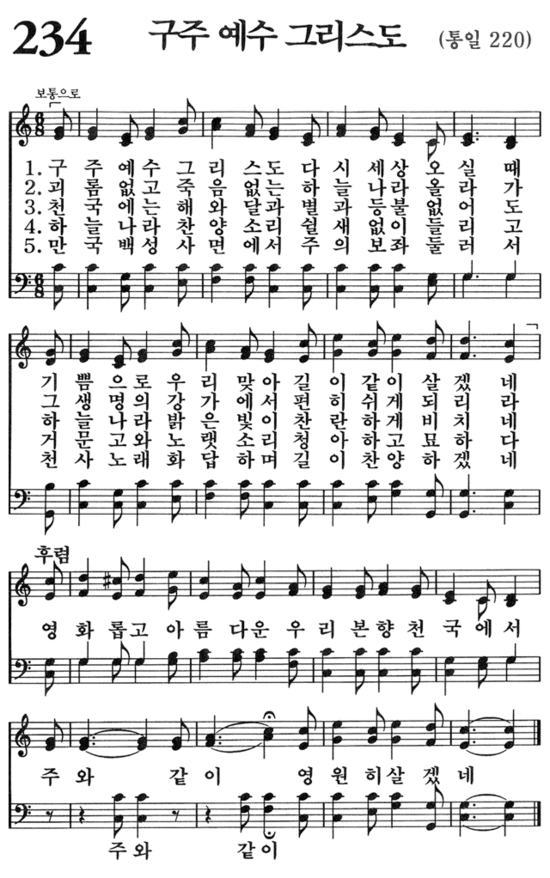 234 구주 예수 그리스도 (통일 220)
보통으로
1. 구 주 예 수 그 리 스 도 다 시 세 상 오 실 때
2. 괴 롬 없 고 죽 음 없 는 하 늘 나 라 올 라 가
3. 천 국 에 는 해 와 달 과 별 과 등 불 없 어 도
4. 하 늘 나 라 찬 양 소 리 쉴 새 없 이 들 리 고
5. 만 국 백 성 사 면 에 서 주 의 보 좌 둘 러 서
기 쁨 으 로 우 리 맞 아 길 이 같 이 살 겠 네
그 생 명 의 강 가 에 서 편 히 쉬 게 되 리 라
하 늘 나 라 밝 은 빛 이 찬 란 하 게 비 치 네
거 문 고 와 노 랫 소 리 청 아 하 고 묘 하 다
천 사 노 래 화 답 하 며 길 이 찬 양 하 겠 네
후렴
영 화 롭 고 아 름 다 운 우 리 본 향 천 국 에 서
주 와 같 이 영 원 히 살 겠 네
주 와 같 이